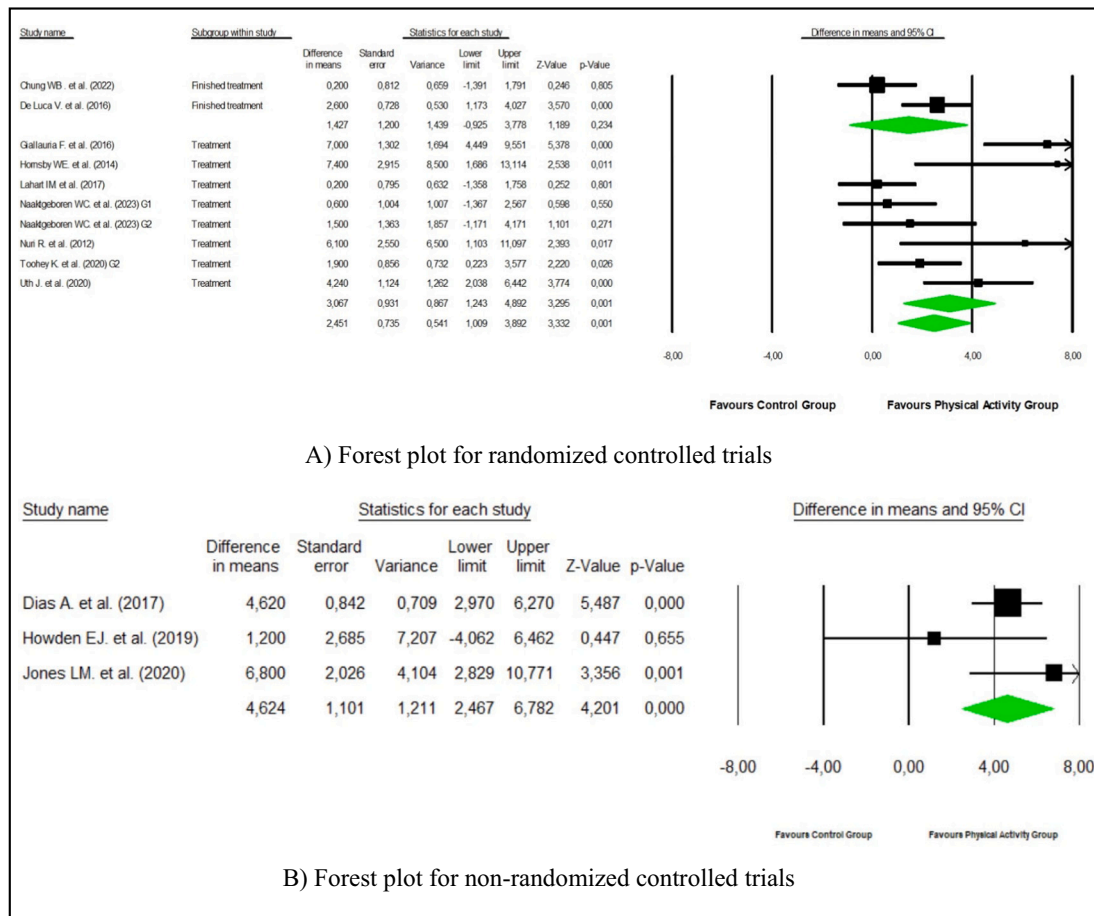 Study name Subgroup within study Statistics for each study Difference in means and 95% CI
Difference in means Standard error Variance Lower limit Upper limit Z-Value p-Value
Chung WB . et al. (2022) Finished treatment 0,200 0,812 0,659 -1,391 1,791 0,246 0,805
De Luca V. et al. (2016) Finished treatment 2,600 0,728 0,530 1,173 4,027 3,570 0,000
1,427 1,200 1,439 -0,925 3,778 1,189 0,234
Giallauria F. et al. (2016) Treatment 7,000 1,302 1,694 4,449 9,551 5,378 0,000
Hornsby WE. et al. (2014) Treatment 7,400 2,915 8,500 1,686 13,114 2,538 0,011
Lahart IM. et al. (2017) Treatment 0,200 0,795 0,632 -1,358 1,758 0,252 0,801
Naaktgeboren WC. et al. (2023) G1 Treatment 0,600 1,004 1,007 -1,367 2,567 0,598 0,550
Naaktgeboren WC. et al. (2023) G2 Treatment 1,500 1,363 1,857 -1,171 4,171 1,101 0,271
Nuri R. et al. (2012) Treatment 6,100 2,550 6,500 1,103 11,097 2,393 0,017
Toohey K. et al. (2020) G2 Treatment 1,900 0,856 0,732 0,223 3,577 2,220 0,026
Uth J. et al. (2020) Treatment 4,240 1,124 1,262 2,038 6,442 3,774 0,000
3,067 0,931 0,867 1,243 4,892 3,295 0,001
2,451 0,735 0,541 1,009 3,892 3,332 0,001
-8,00 -4,00 0,00 4,00 8,00
Favours Control Group Favours Physical Activity Group
A) Forest plot for randomized controlled trials
Study name Statistics for each study Difference in means and 95% CI
Difference in means Standard error Variance Lower limit Upper limit Z-Value p-Value
Dias A. et al. (2017) 4,620 0,842 0,709 2,970 6,270 5,487 0,000
Howden EJ. et al. (2019) 1,200 2,685 7,207 -4,062 6,462 0,447 0,655
Jones LM. et al. (2020) 6,800 2,026 4,104 2,829 10,771 3,356 0,001
4,624 1,101 1,211 2,467 6,782 4,201 0,000
-8,00 -4,00 0,00 4,00 8,00
Favours Control Group Favours Physical Activity Group
B) Forest plot for non-randomized controlled trials